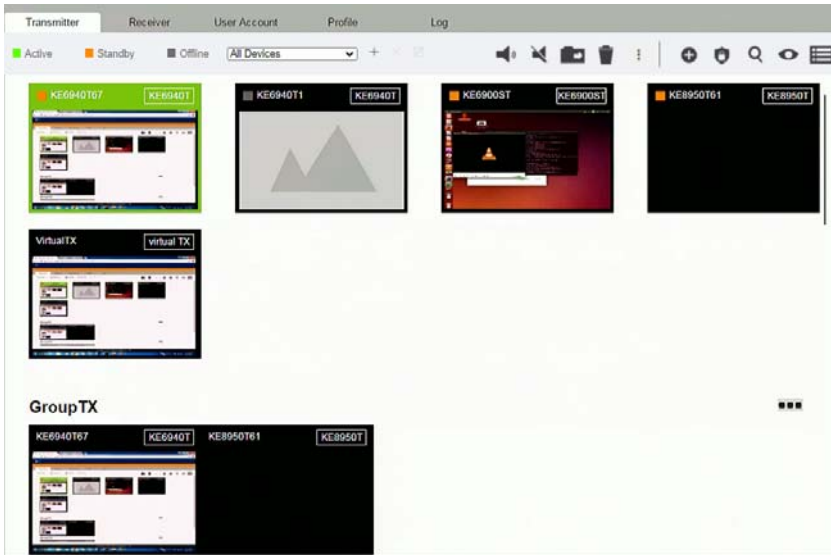 Transmitter Receiver User Account Profile Log
Active Standby Offline All Devices
KE6940T67 KE6940T KE6940T1 KE6940T KE6900ST KE6900ST KE8950T61 KE8950T
VirtualTX virtual TX
GroupTX
KE6940T67 KE6940T KE8950T61 KE8950T